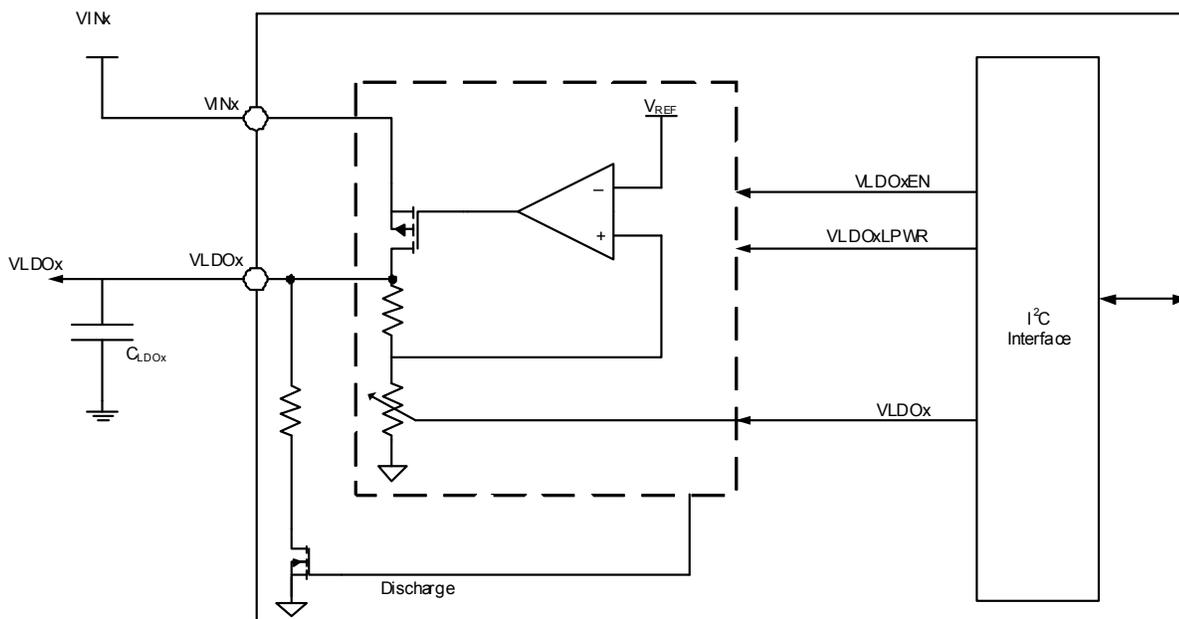 VINx
VINx
VREF
−
+
VLDOxEN
VLDOxLPWR
VLDOx
VLDOx
CLDOx
I²C
Interface
VLDOx
Discharge